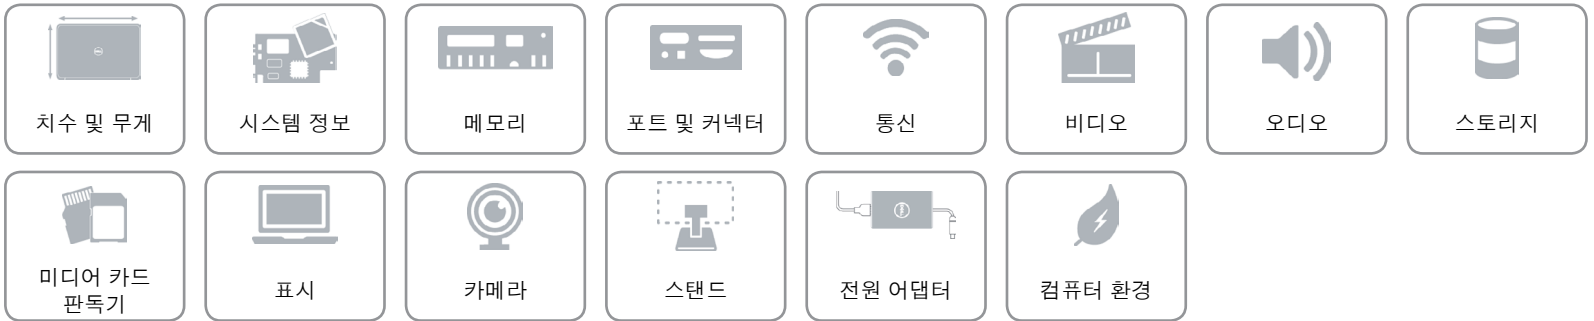 치수 및 무게
시스템 정보
메모리
포트 및 커넥터
통신
비디오
오디오
스토리지
미디어 카드
판독기
표시
카메라
스탠드
전원 어댑터
컴퓨터 환경